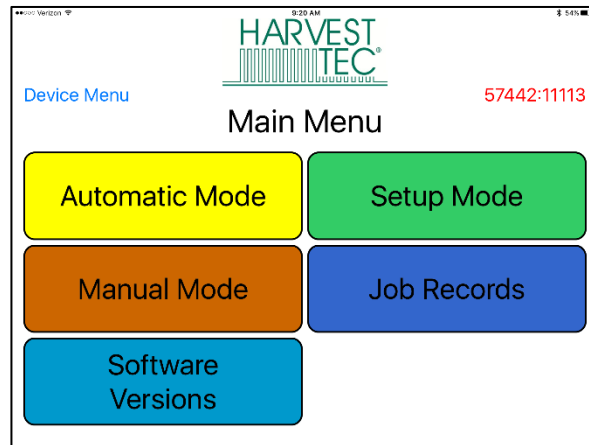 Verizon
9:20 AM
54%
HARVEST
TEC®
Device Menu
57442:11113
Main Menu
Automatic Mode
Setup Mode
Manual Mode
Job Records
Software
Versions